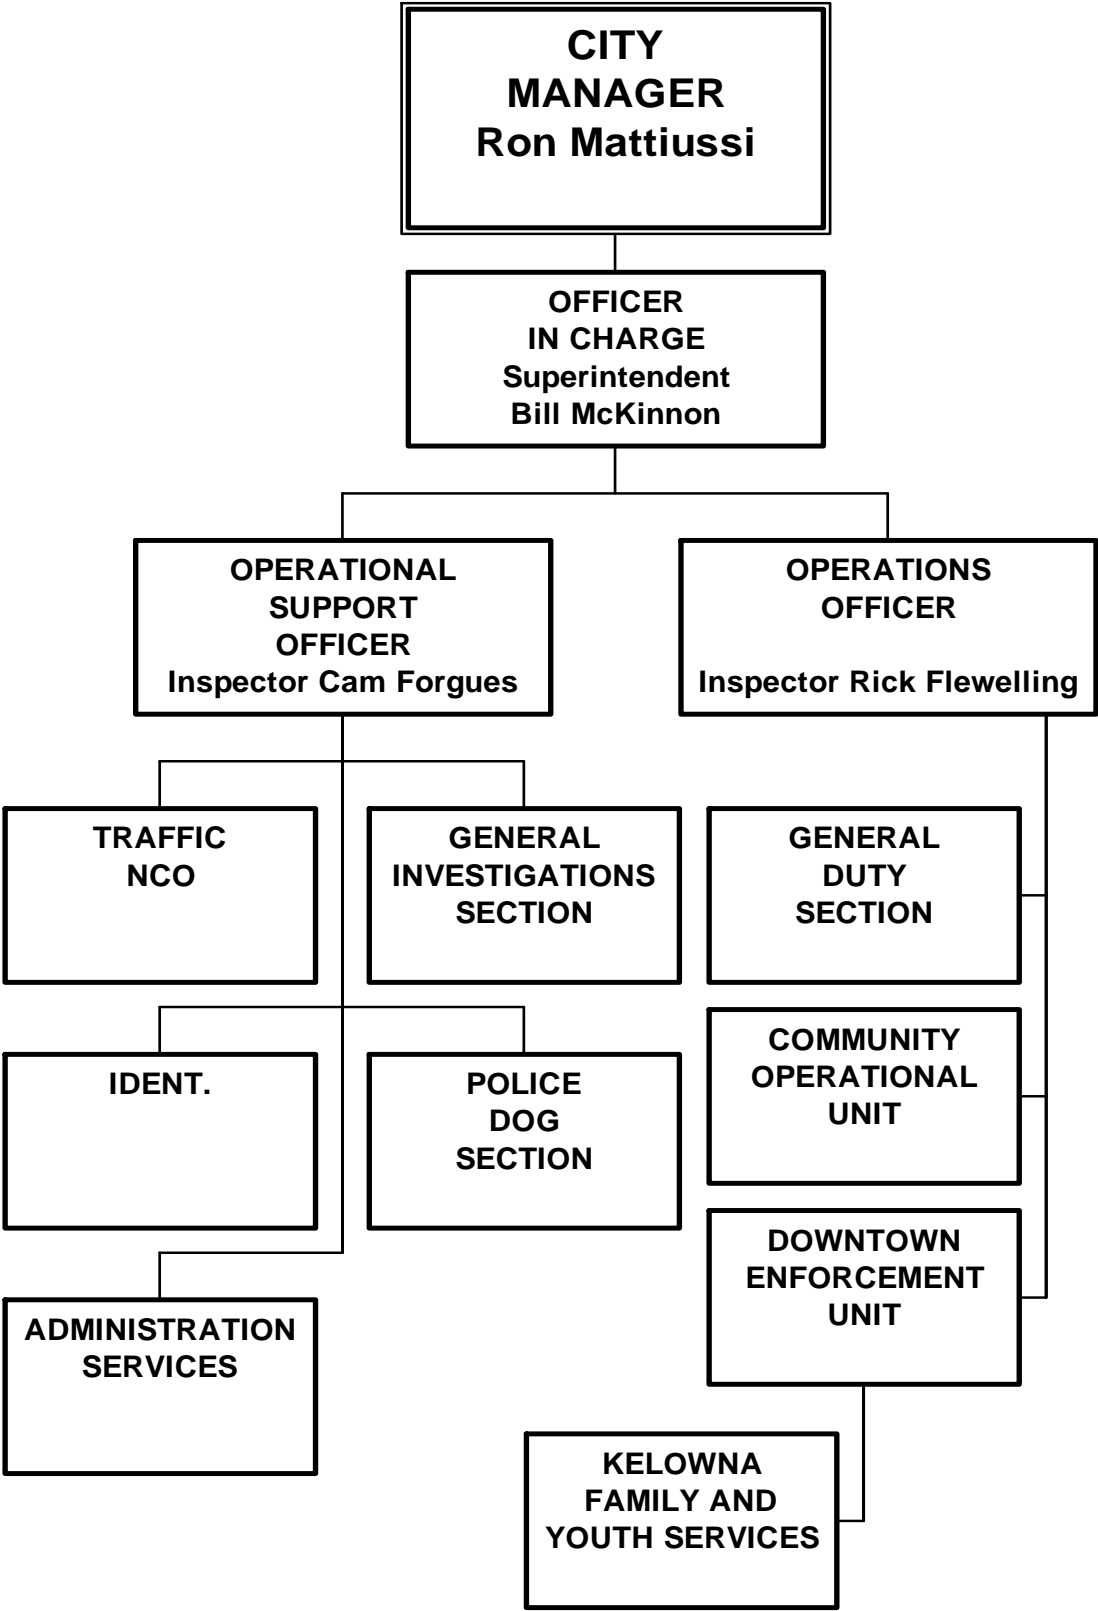 CITY
MANAGER
Ron Mattiussi
OFFICER
IN CHARGE
Superintendent
Bill McKinnon
OPERATIONAL
SUPPORT
OFFICER
Inspector Cam Forgues
OPERATIONS
OFFICER
Inspector Rick Flewelling
TRAFFIC
NCO
GENERAL
INVESTIGATIONS
SECTION
GENERAL
DUTY
SECTION
IDENT.
POLICE
DOG
SECTION
COMMUNITY
OPERATIONAL
UNIT
ADMINISTRATION
SERVICES
DOWNTOWN
ENFORCEMENT
UNIT
KELOWNA
FAMILY AND
YOUTH SERVICES